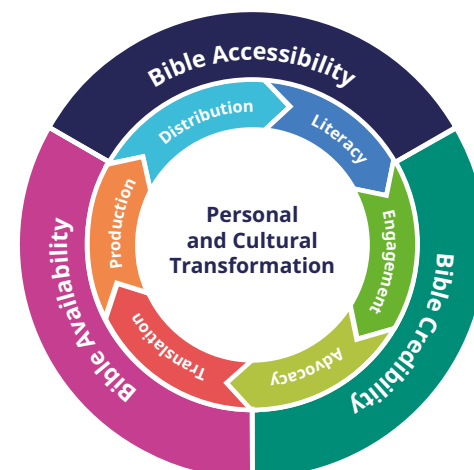 Bible Accessibility
Distribution
Literacy
Engagement
Bible Credibility
Advocacy
Translation
Bible Availability
Production
Personal
and Cultural
Transformation